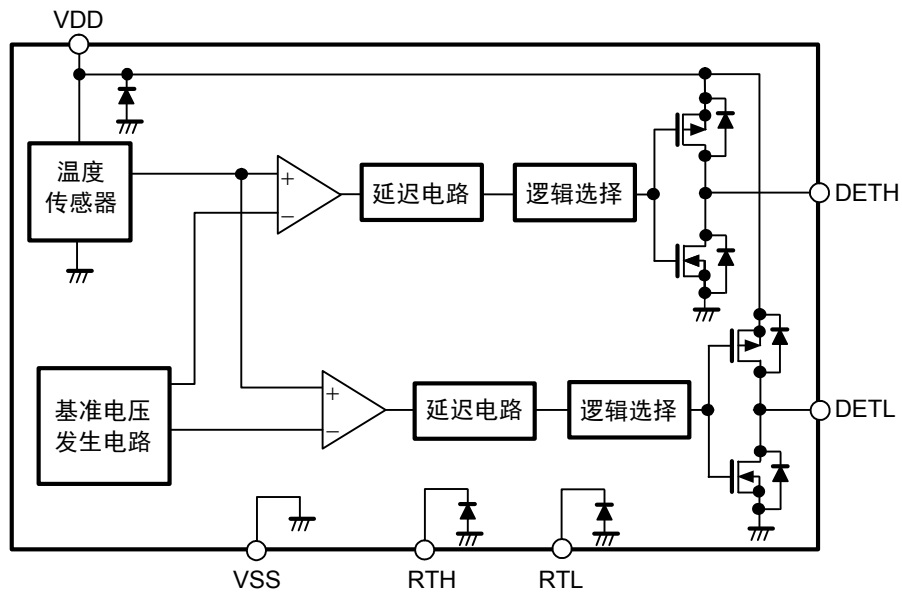 VDD
温度
传感器
+
−
延迟电路
逻辑选择
DETH
基准电压
发生电路
+
−
延迟电路
逻辑选择
DETL
VSS
RTH
RTL